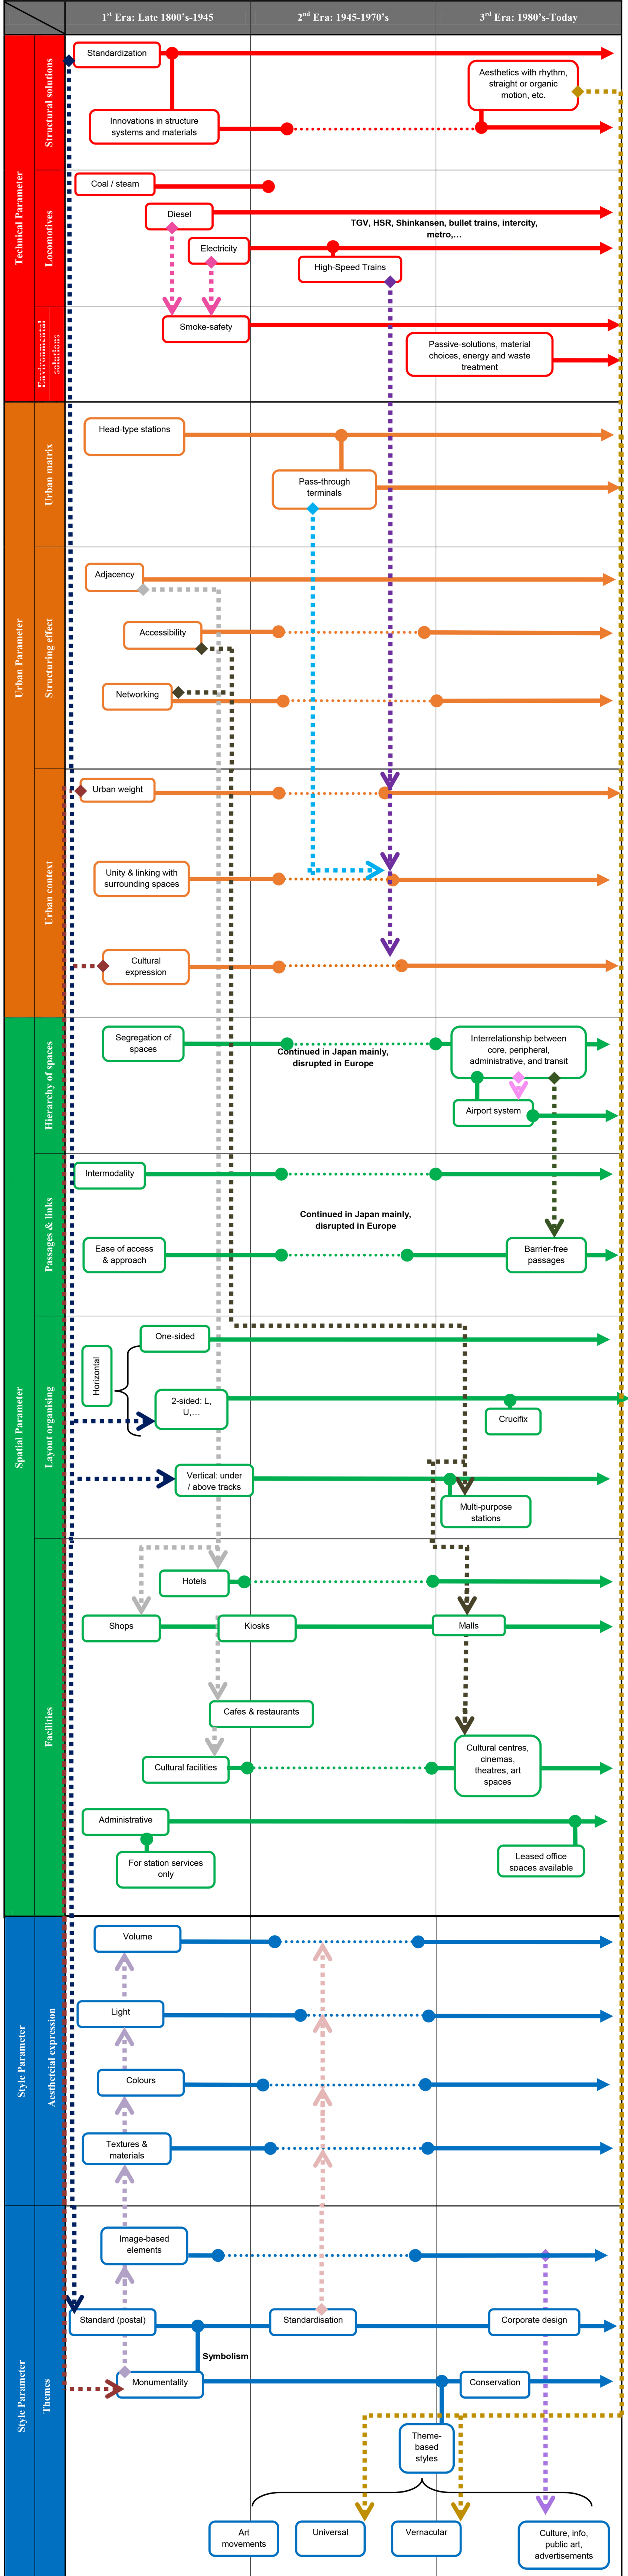 1st Era: Late 1800's-1945
2nd Era: 1945-1970's
3rd Era: 1980's-Today
Technical Parameter
Structural solutions
Standardization
Aesthetics with rhythm,
straight or organic
motion, etc.
Innovations in structure
systems and materials
Locomotives
Coal / steam
Diesel
TGV, HSR, Shinkansen, bullet trains, intercity,
metro,…
Electricity
High-Speed Trains
Environmental
solutions
Smoke-safety
Passive-solutions, material
choices, energy and waste
treatment
Urban Parameter
Urban matrix
Head-type stations
Pass-through
terminals
Structuring effect
Adjacency
Accessibility
Networking
Urban context
Urban weight
Unity & linking with
surrounding spaces
Cultural
expression
Spatial Parameter
Hierarchy of spaces
Segregation of
spaces
Continued in Japan mainly,
disrupted in Europe
Interrelationship between
core, peripheral,
administrative, and transit
Airport system
Passages & links
Intermodality
Continued in Japan mainly,
disrupted in Europe
Ease of access
& approach
Barrier-free
passages
Layout organising
One-sided
Horizontal
2-sided: L,
U,…
Crucifix
Vertical: under
/ above tracks
Multi-purpose
stations
Facilities
Hotels
Shops
Kiosks
Malls
Cafes & restaurants
Cultural facilities
Cultural centres,
cinemas,
theatres, art
spaces
Administrative
For station services
only
Leased office
spaces available
Style Parameter
Aesthetcial expression
Volume
Light
Colours
Textures &
materials
Style Parameter
Themes
Image-based
elements
Standard (postal)
Standardisation
Corporate design
Symbolism
Monumentality
Conservation
Theme-
based
styles
Art
movements
Universal
Vernacular
Culture, info,
public art,
advertisements